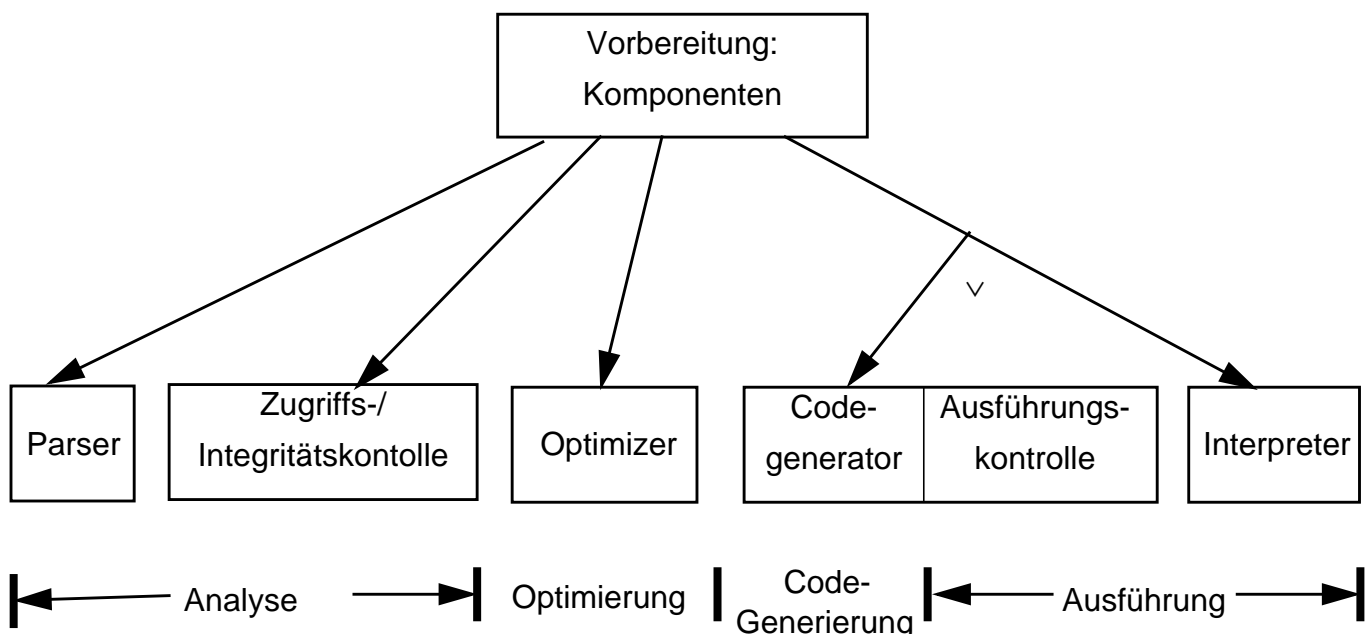 Vorbereitung:
Komponenten
∨
Parser
Zugriffs-/
Integritätskontolle
Optimizer
Code-
generator
Ausführungs-
kontrolle
Interpreter
Analyse
Optimierung
Code-
Generierung
Ausführung